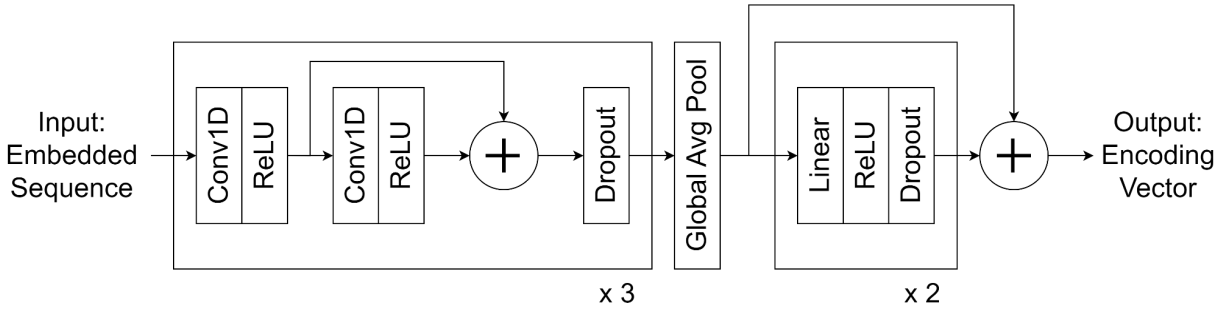 Input:
Embedded
Sequence
Conv1D
ReLU
Conv1D
ReLU
+
Dropout
x 3
Global Avg Pool
Linear
ReLU
Dropout
x 2
+
Output:
Encoding
Vector